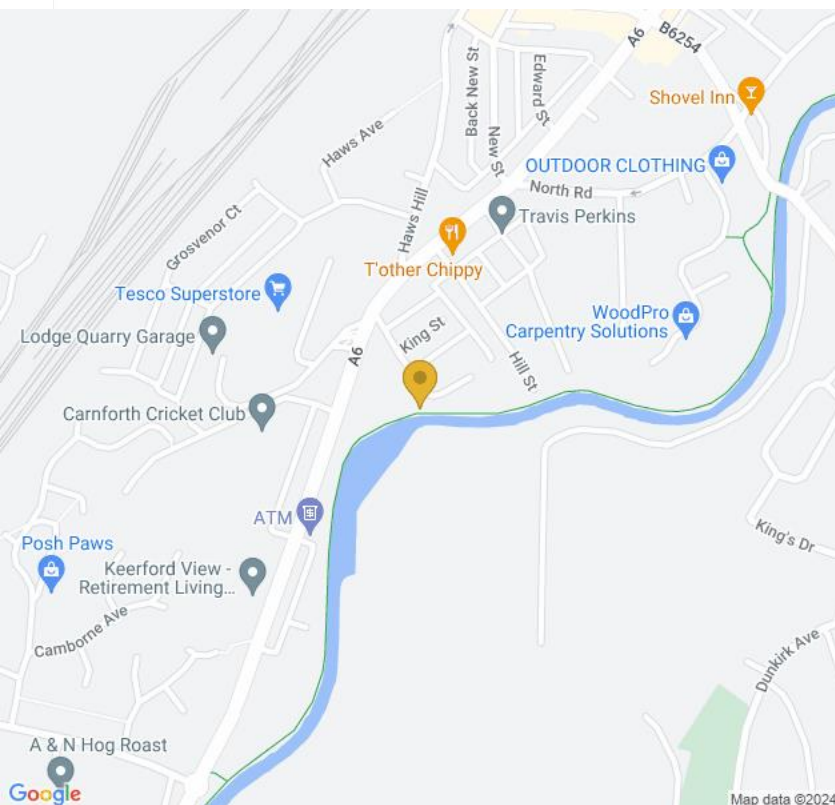 A6
B6254
Back New St
Edward St
New St
Shovel Inn
Haws Ave
OUTDOOR CLOTHING
North Rd
Travis Perkins
Grosvenor Ct
Haws Hill
T'other Chippy
Tesco Superstore
WoodPro
Carpentry Solutions
Lodge Quarry Garage
King St
A6
Hill St
Carnforth Cricket Club
ATM
King's Dr
Posh Paws
Keerford View -
Retirement Living...
Camborne Ave
Dunkirk Ave
A & N Hog Roast
Google
Map data ©2024